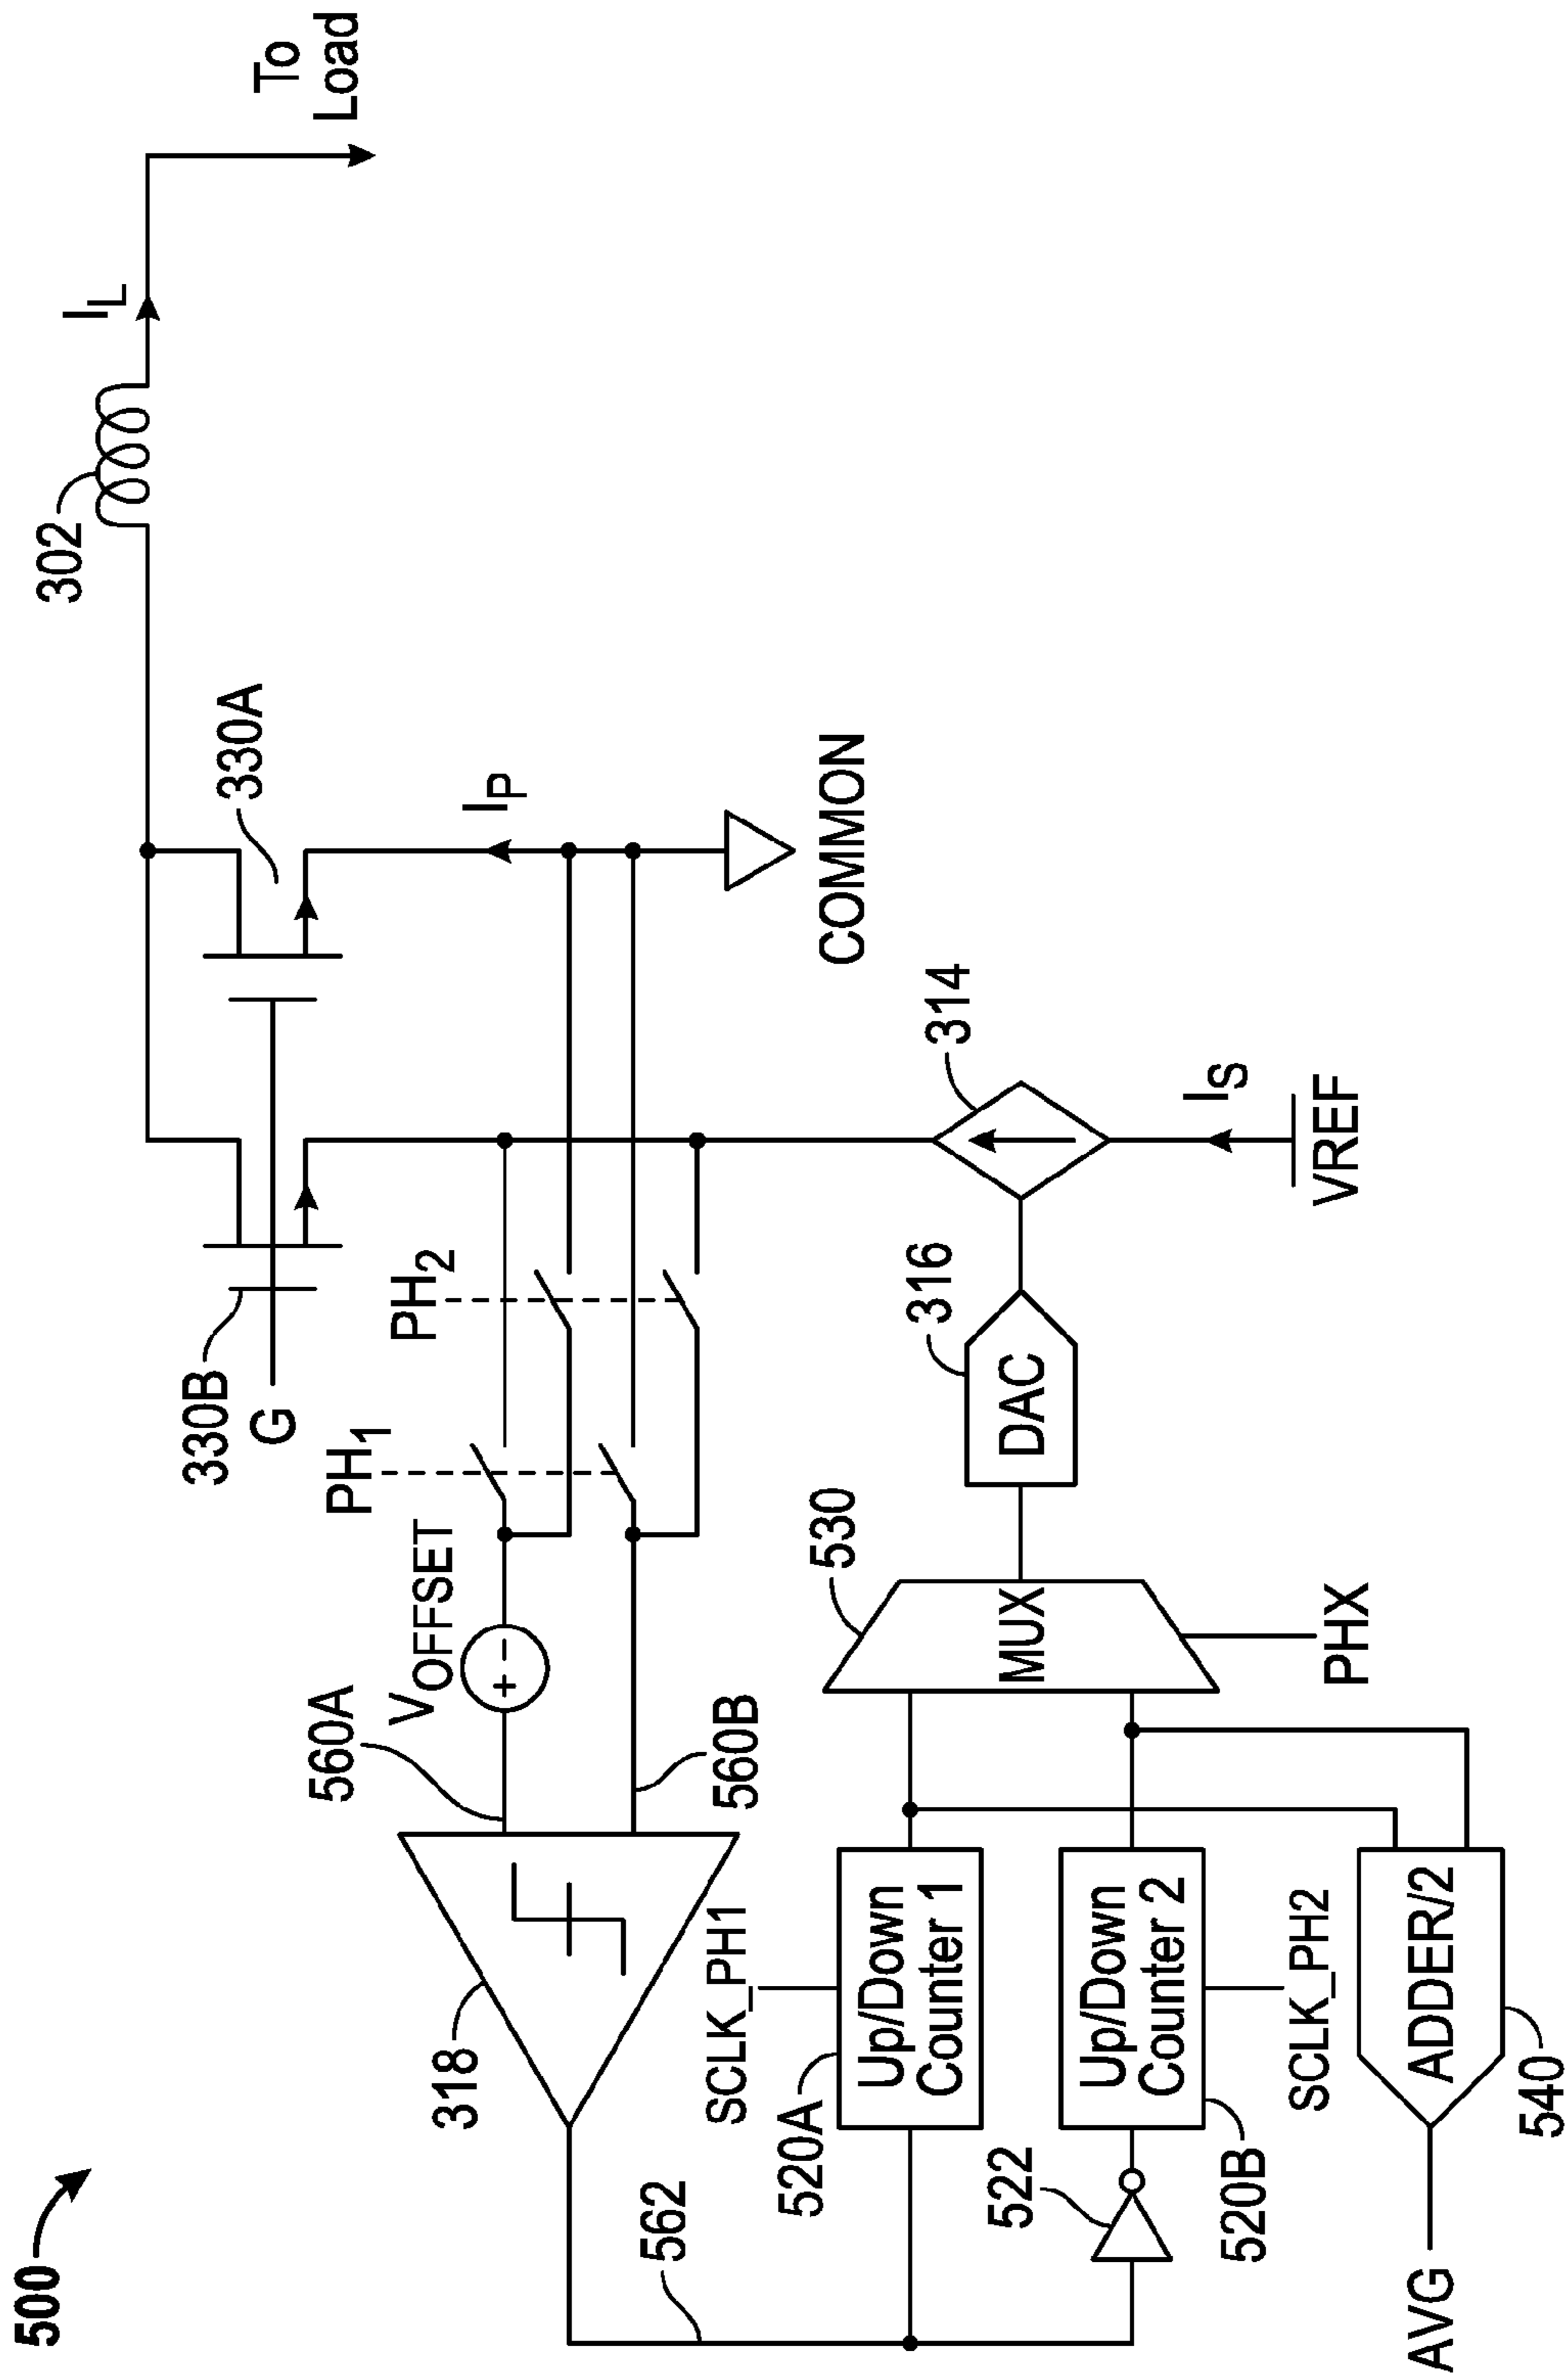 500
302
I_L
To
Load
330A
330B
G
I_P
COMMON
PH_1
PH_2
V_OFFSET
560A
560B
318
314
316
DAC
I_S
VREF
530
MUX
PHX
SCLK_PH1
520A
Up/Down
Counter 1
562
522
Up/Down
Counter 2
520B
SCLK_PH2
ADDER/2
540
AVG